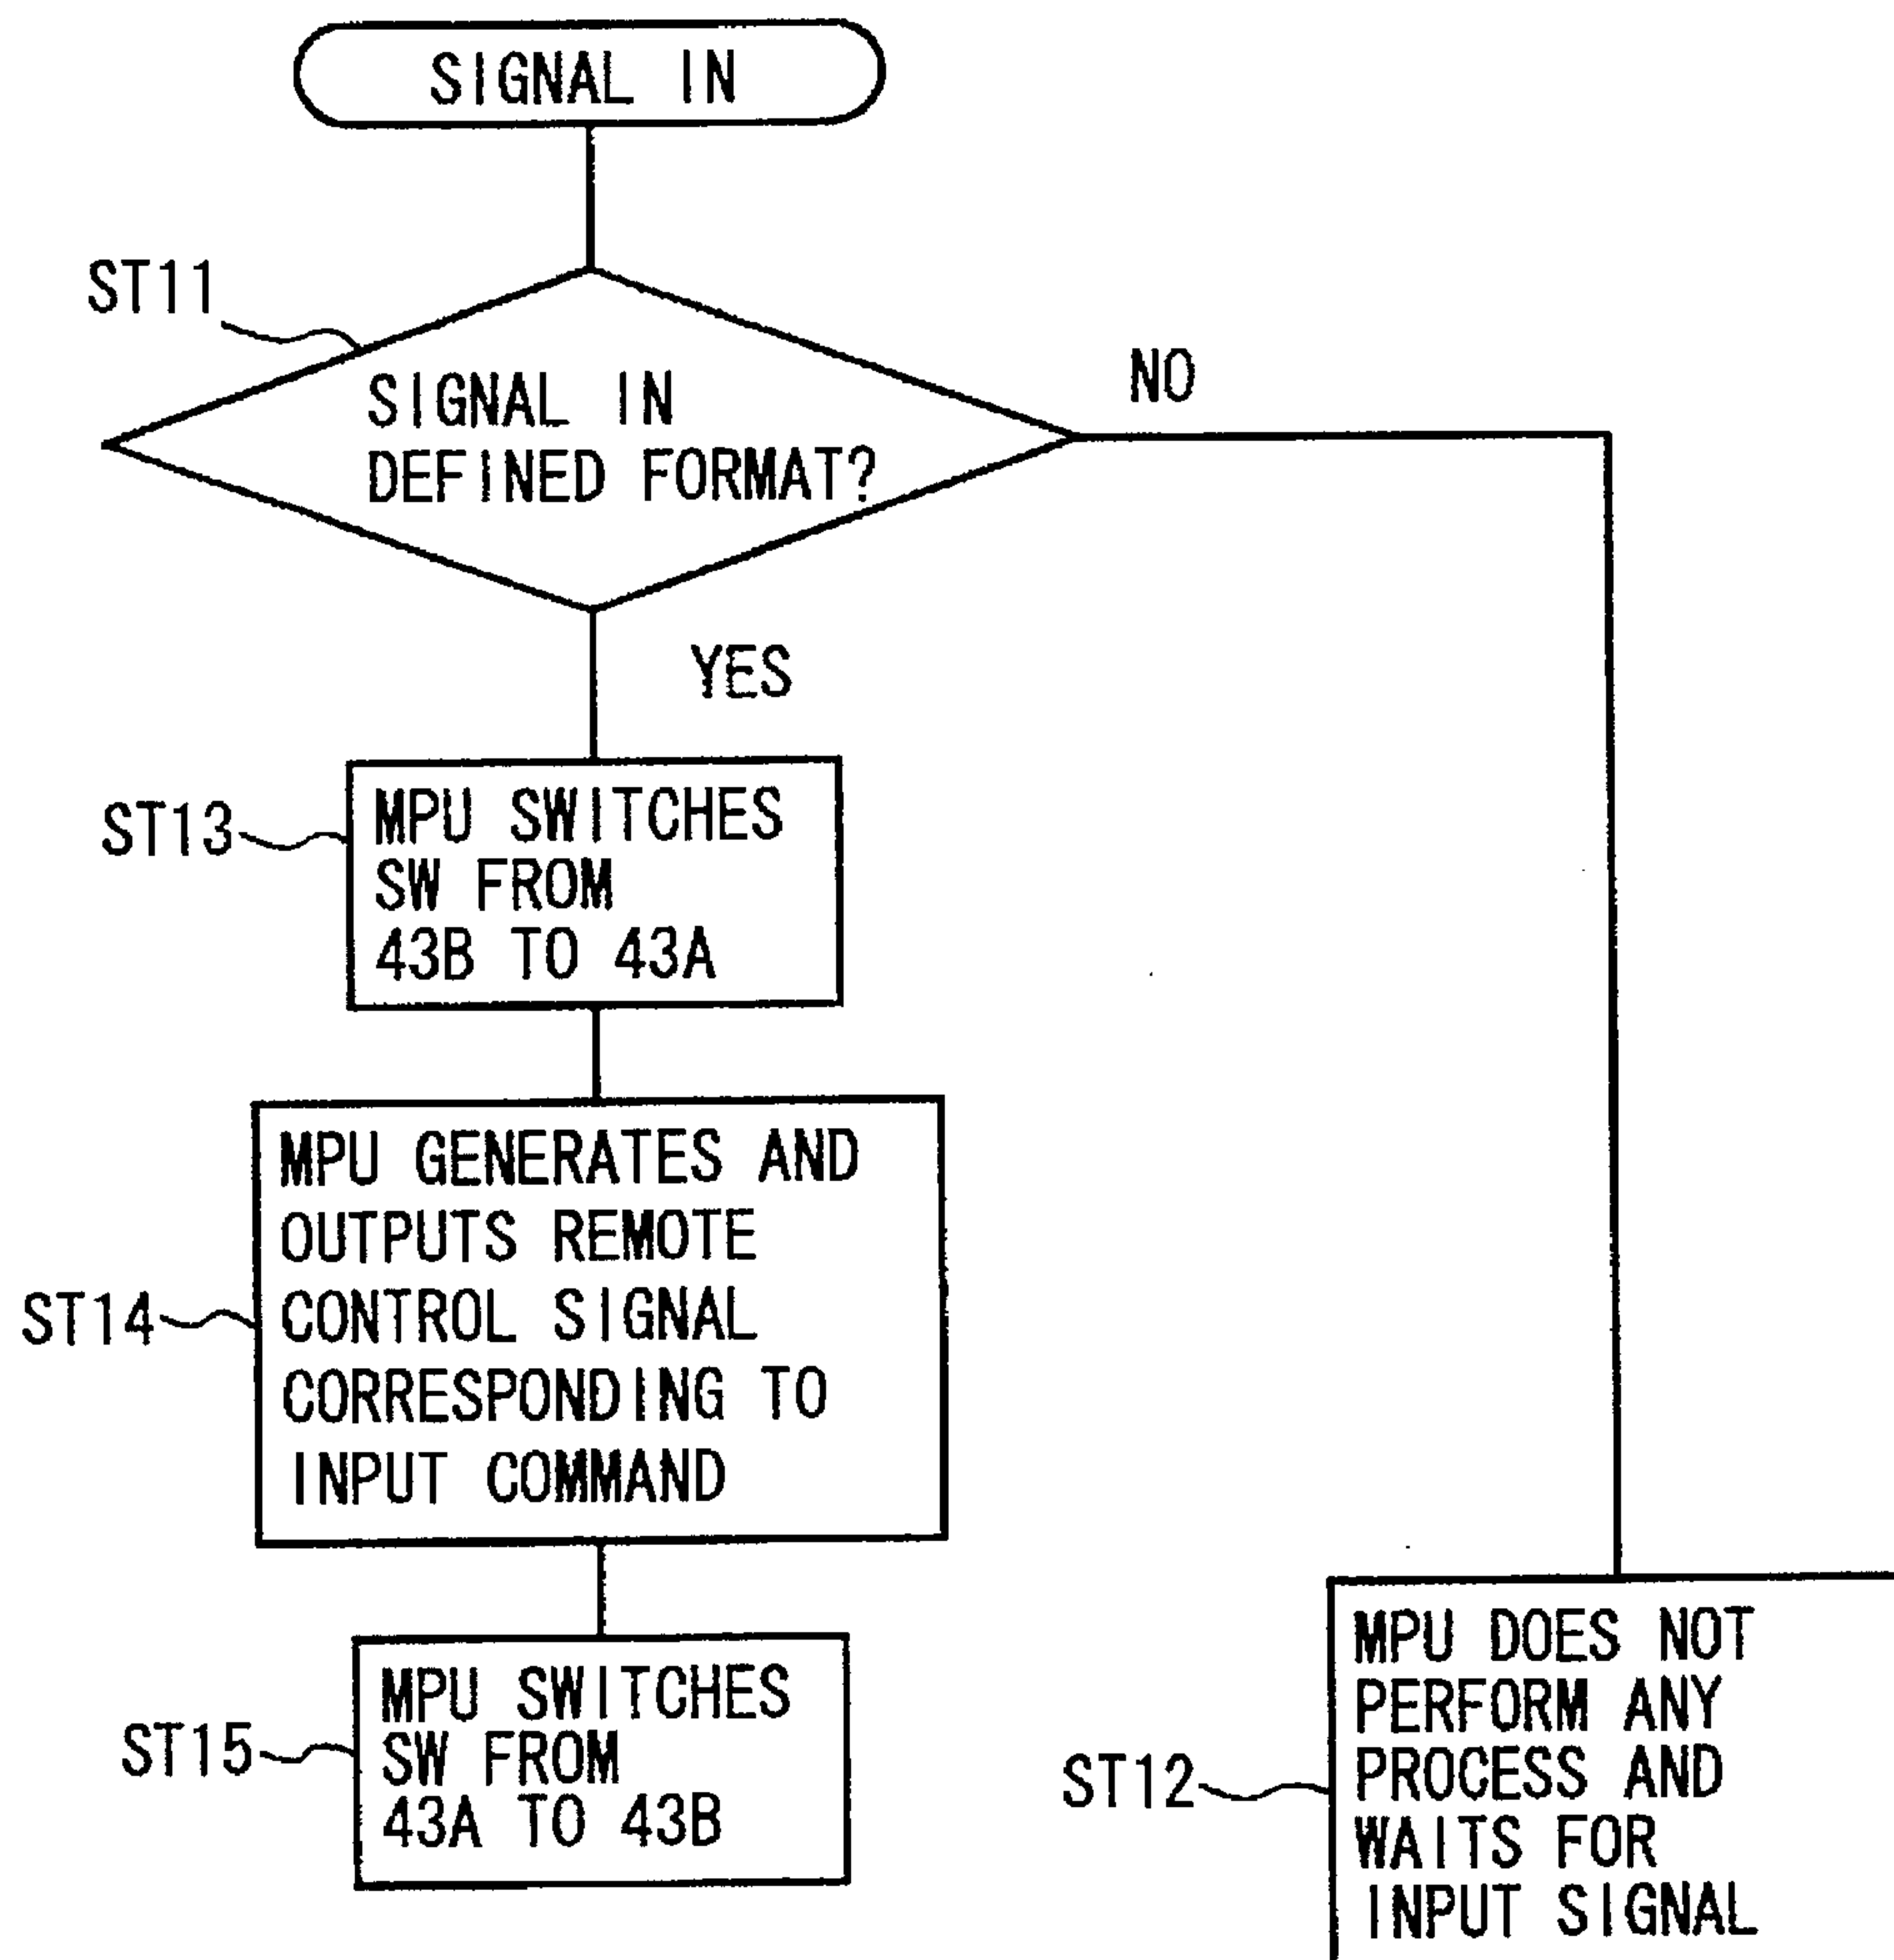 SIGNAL IN
ST11
SIGNAL IN
DEFINED FORMAT?
NO
YES
ST13
MPU SWITCHES
SW FROM
43B TO 43A
ST14
MPU GENERATES AND
OUTPUTS REMOTE
CONTROL SIGNAL
CORRESPONDING TO
INPUT COMMAND
ST15
MPU SWITCHES
SW FROM
43A TO 43B
ST12
MPU DOES NOT
PERFORM ANY
PROCESS AND
WAITS FOR
INPUT SIGNAL